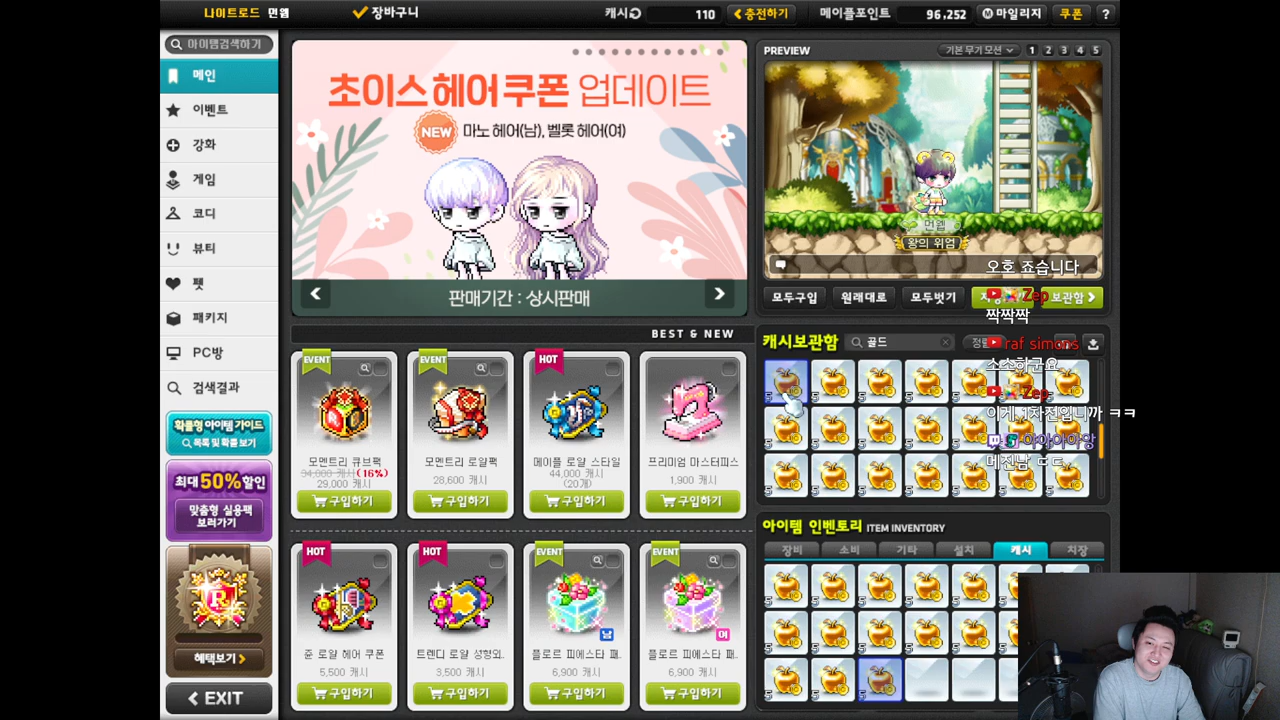 나이트로드 먼웹
장바구니
캐시
110
충전하기
메이플포인트
96,252
마일리지
쿠폰
?
아이템검색하기
메인
이벤트
강화
게임
코디
뷰티
펫
패키지
PC방
검색결과
확률형 아이템 가이드
목록 및 확률 보기
최대 50%할인
맞춤형 실용팩
보러가기
R
혜택보기
EXIT
초이스 헤어 쿠폰 업데이트
NEW 마노 헤어(남), 벨롯 헤어(여)
판매기간 : 상시판매
BEST & NEW
EVENT
모멘트리 큐브팩
34,000 캐시(16%)
29,000 캐시
구입하기
EVENT
모멘트리 로얄팩
28,600 캐시
구입하기
HOT
메이플 로얄 스타일
44,000 캐시
(20개)
구입하기
프리미엄 마스터피스
1,900 캐시
구입하기
HOT
준 로얄 헤어 쿠폰
5,500 캐시
구입하기
HOT
트렌디 로얄 성형외..
3,500 캐시
구입하기
EVENT
남
플로르 피에스타 패..
6,900 캐시
구입하기
EVENT
여
플로르 피에스타 패..
6,900 캐시
구입하기
PREVIEW
기본 무기 모션
1 2 3 4 5
먼웹
왕의 위엄
모두구입
원래대로
모두벗기
보관함
오호 죠습니다
Zep
짝짝짝
raf simons
소소하군요
Zep
이게 1차전입니까 ㅋㅋ
아아아아앙
메진남 ㄷㄷ
캐시보관함
골드
아이템 인벤토리 ITEM INVENTORY
장비
소비
기타
설치
캐시
치장